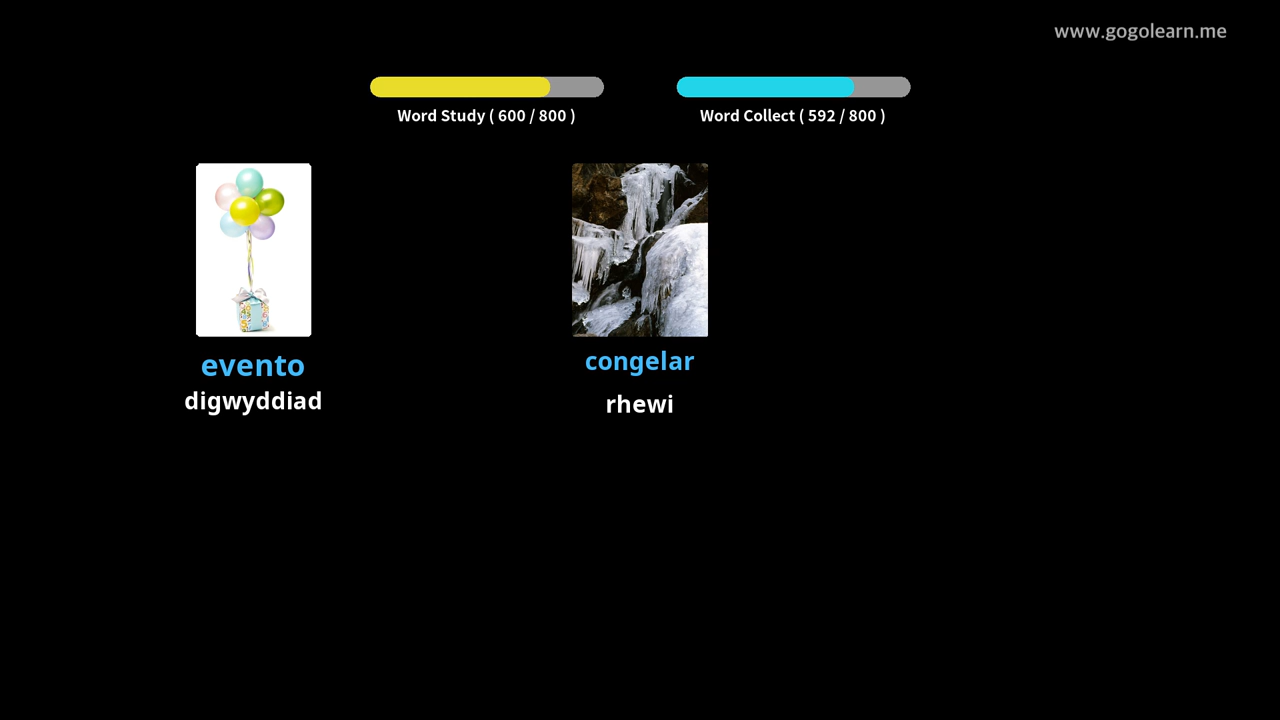 www.gogolearn.me
Word Study ( 600 / 800 )
Word Collect ( 592 / 800 )
evento
digwyddiad
congelar
rhewi